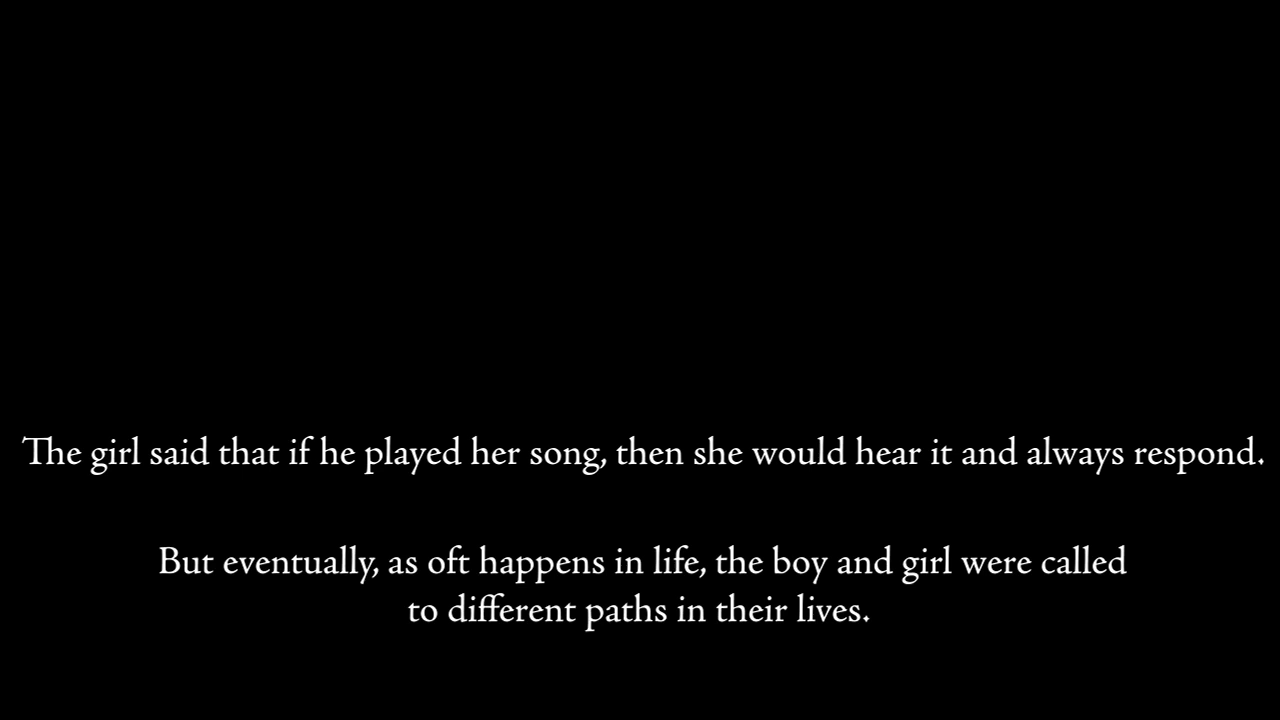 The girl said that if he played her song, then she would hear it and always respond.
But eventually, as oft happens in life, the boy and girl were called
to different paths in their lives.